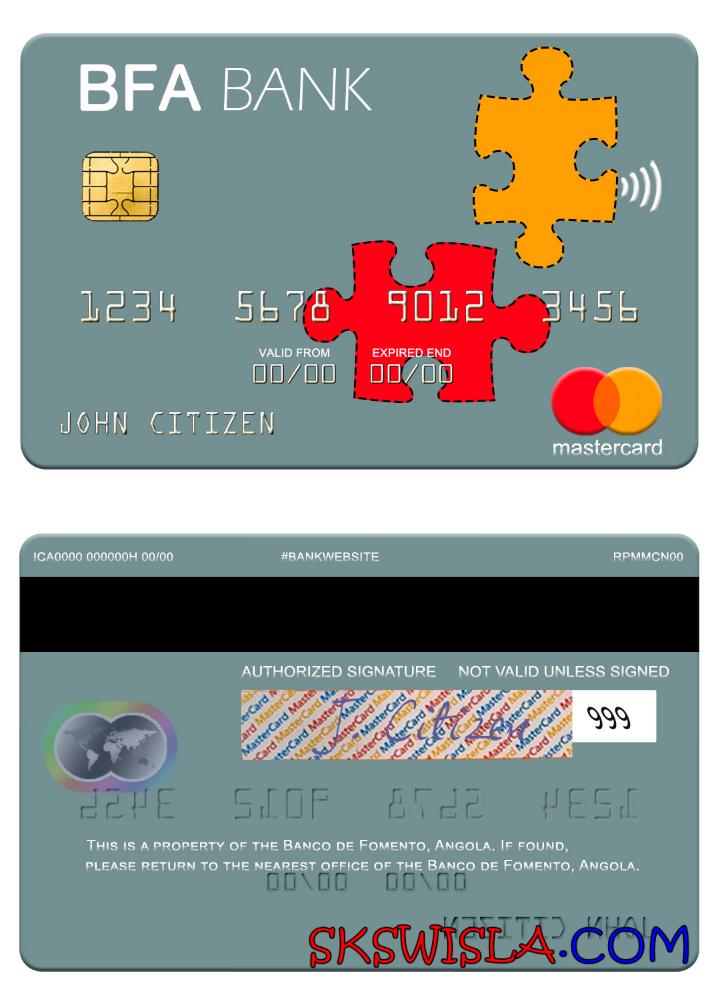 BFA BANK
1234 5678 9012 3456
VALID FROM EXPIRED END
00/00 00/00
JOHN CITIZEN
mastercard
ICA0000 000000H 00/00 #BANKWEBSITE RPMMCN00
AUTHORIZED SIGNATURE NOT VALID UNLESS SIGNED
J. Citizen 999
THIS IS A PROPERTY OF THE BANCO DE FOMENTO, ANGOLA. IF FOUND,
PLEASE RETURN TO THE NEAREST OFFICE OF THE BANCO DE FOMENTO, ANGOLA.
SKSWISLA.COM